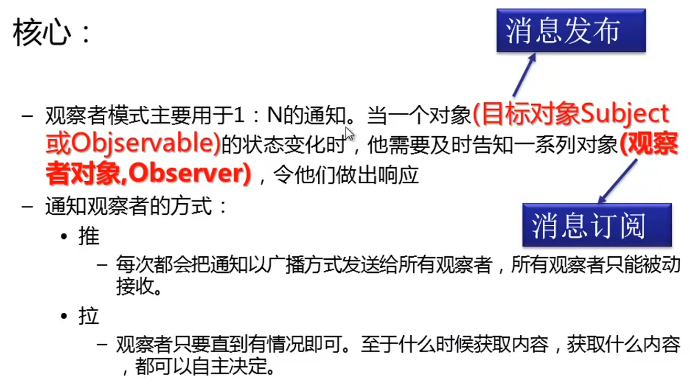 核心：
消息发布
– 观察者模式主要用于1：N的通知。当一个对象(目标对象Subject
或Objservable)的状态变化时，他需要及时告知一系列对象(观察
者对象,Observer)，令他们做出响应
消息订阅
– 通知观察者的方式：
• 推
– 每次都会把通知以广播方式发送给所有观察者，所有观察者只能被动
接收。
• 拉
– 观察者只要直到有情况即可。至于什么时候获取内容，获取什么内容
，都可以自主决定。